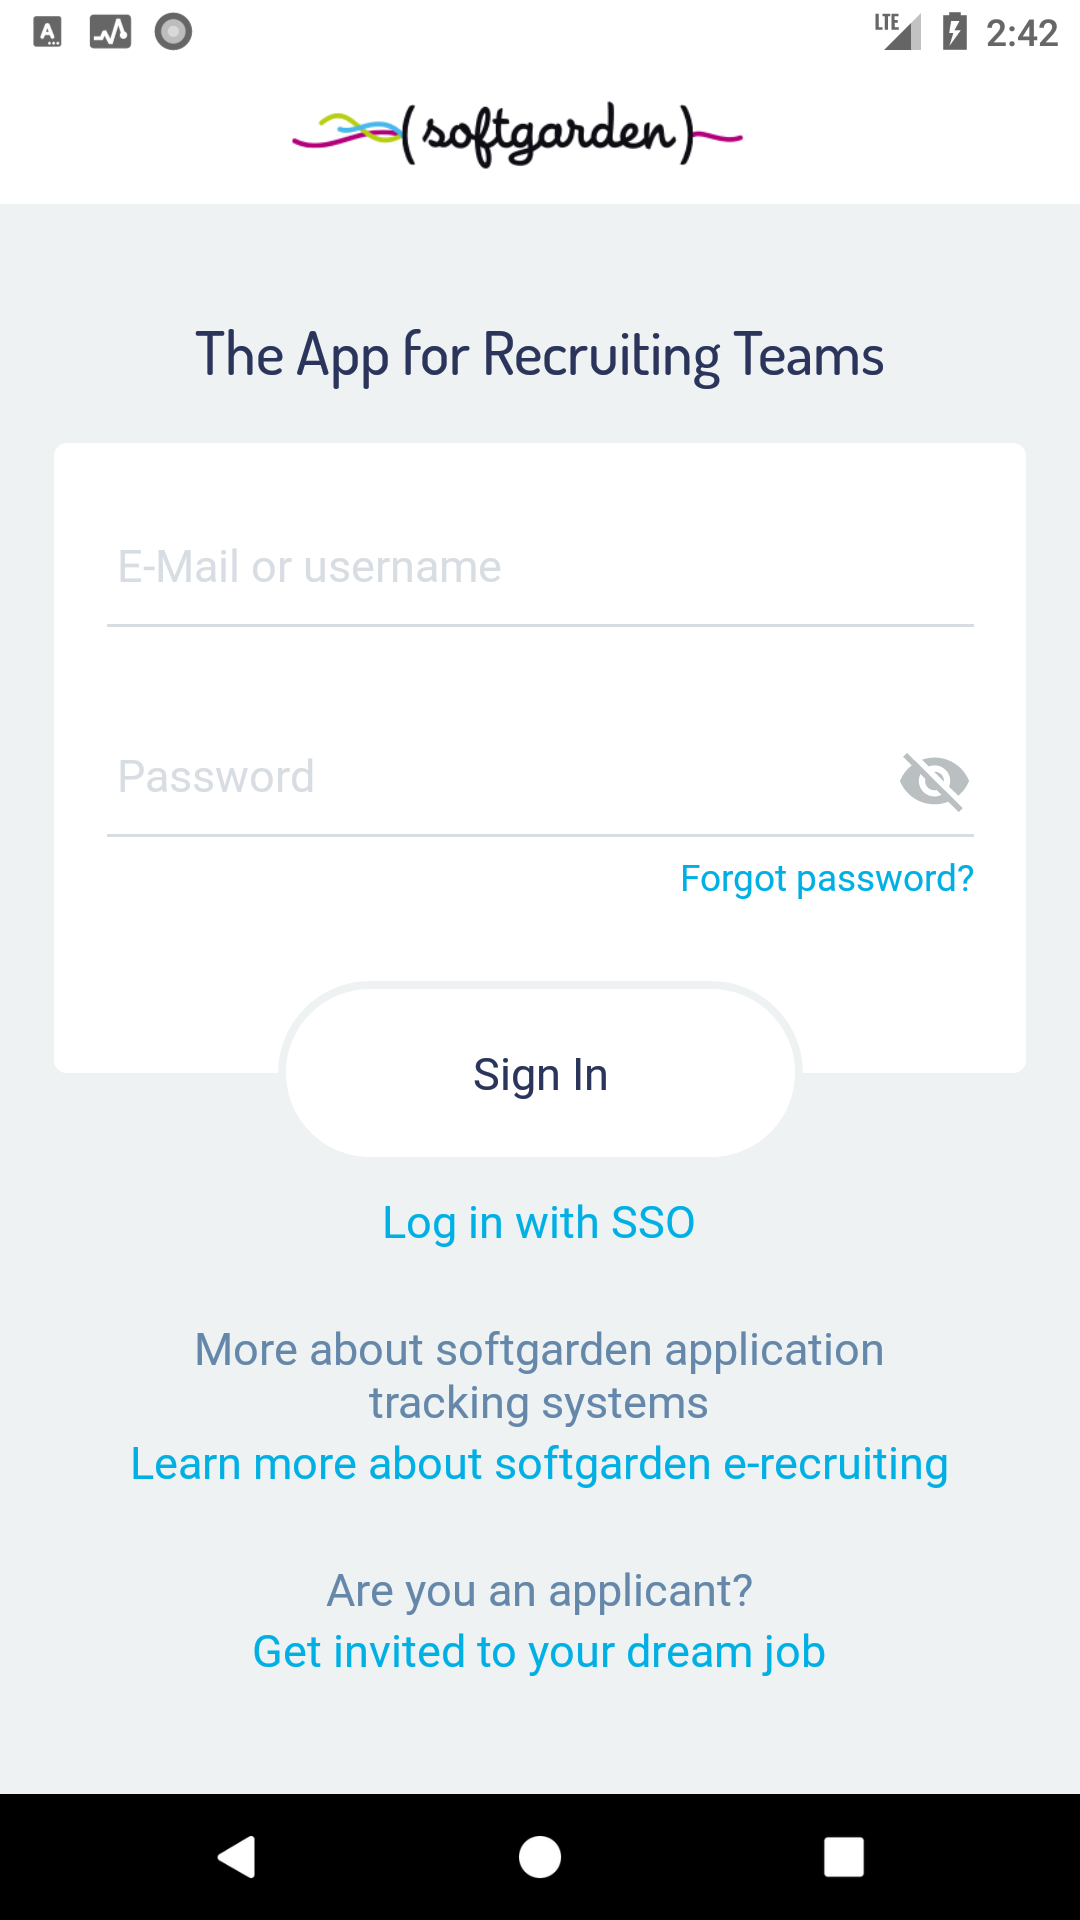 LTE 2:42
(softgarden)
The App for Recruiting Teams
E-Mail or username
Password
Forgot password?
Sign In
Log in with SSO
More about softgarden application
tracking systems
Learn more about softgarden e-recruiting
Are you an applicant?
Get invited to your dream job